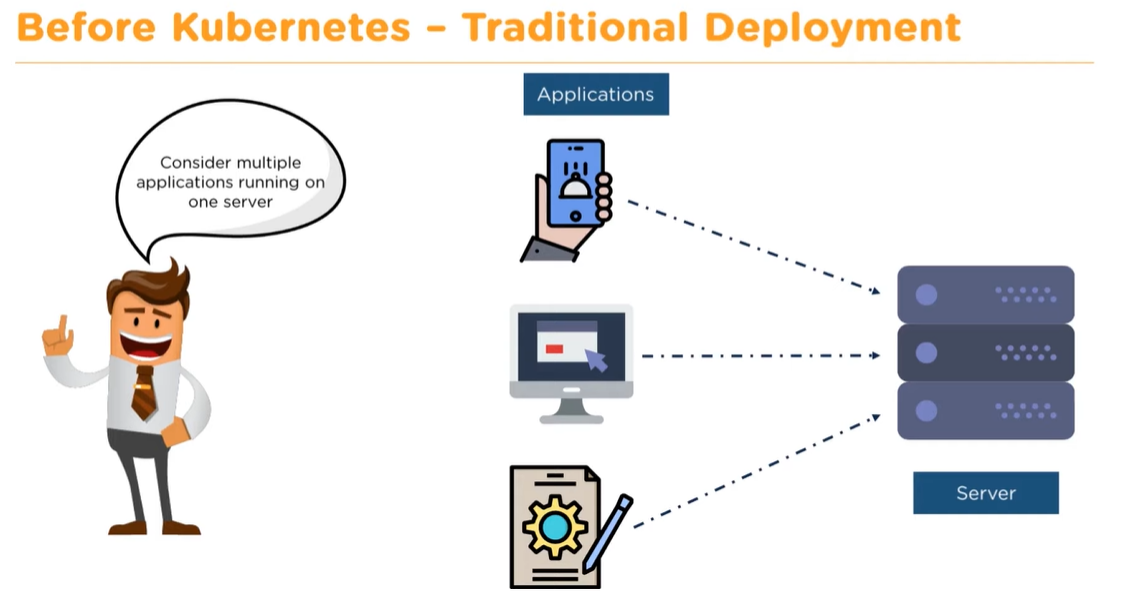 Before Kubernetes – Traditional Deployment
Applications
Consider multiple
applications running on
one server
Server